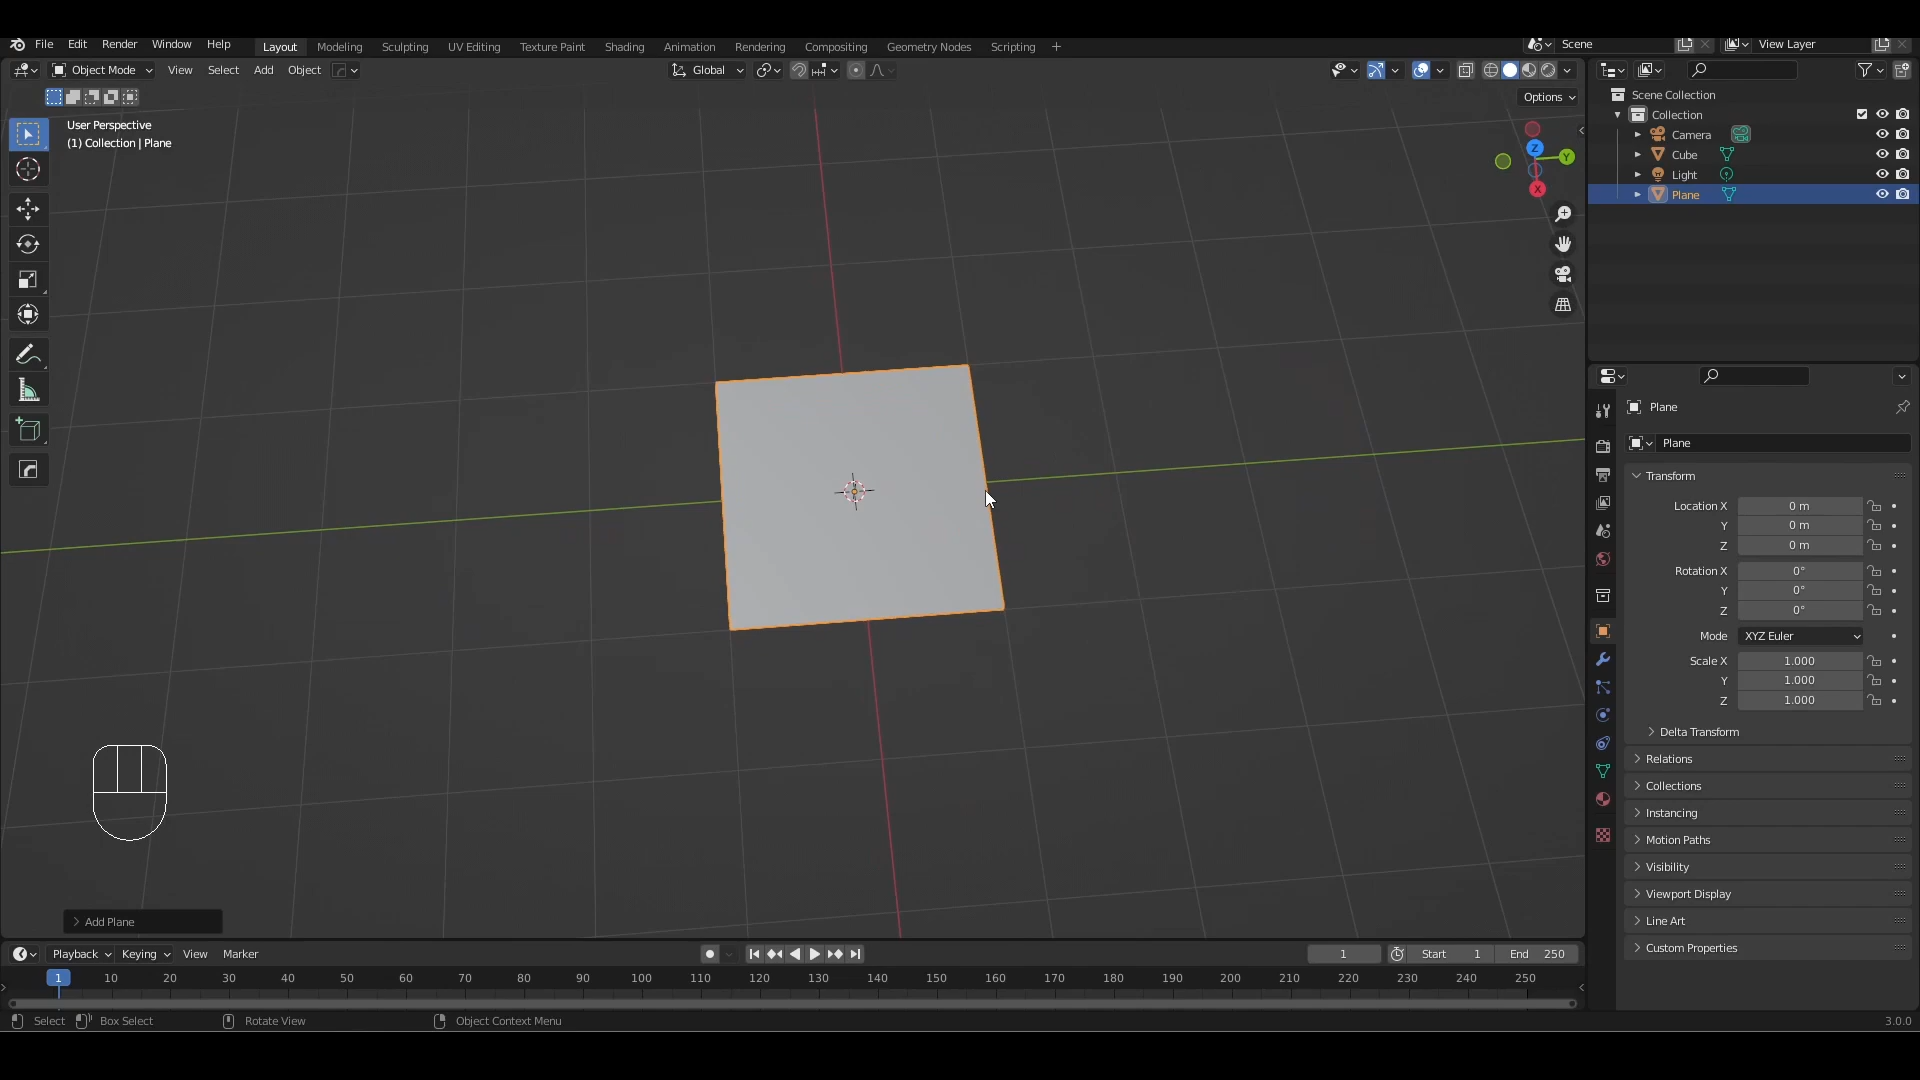 File Edit Render Window Help Layout Modeling Sculpting UV Editing Texture Paint Shading Animation Rendering Compositing Geometry Nodes Scripting + Scene View Layer
Object Mode View Select Add Object Global
Options
User Perspective
(1) Collection | Plane
Z
Y
X
Scene Collection
Collection
Camera
Cube
Light
Plane
Plane
Plane
Transform
Location X 0 m
Y 0 m
Z 0 m
Rotation X 0°
Y 0°
Z 0°
Mode XYZ Euler
Scale X 1.000
Y 1.000
Z 1.000
Delta Transform
Relations
Collections
Instancing
Motion Paths
Visibility
Viewport Display
Line Art
Custom Properties
Add Plane
Playback Keying View Marker 1 Start 1 End 250
1 10 20 30 40 50 60 70 80 90 100 110 120 130 140 150 160 170 180 190 200 210 220 230 240 250
Select Box Select Rotate View Object Context Menu 3.0.0